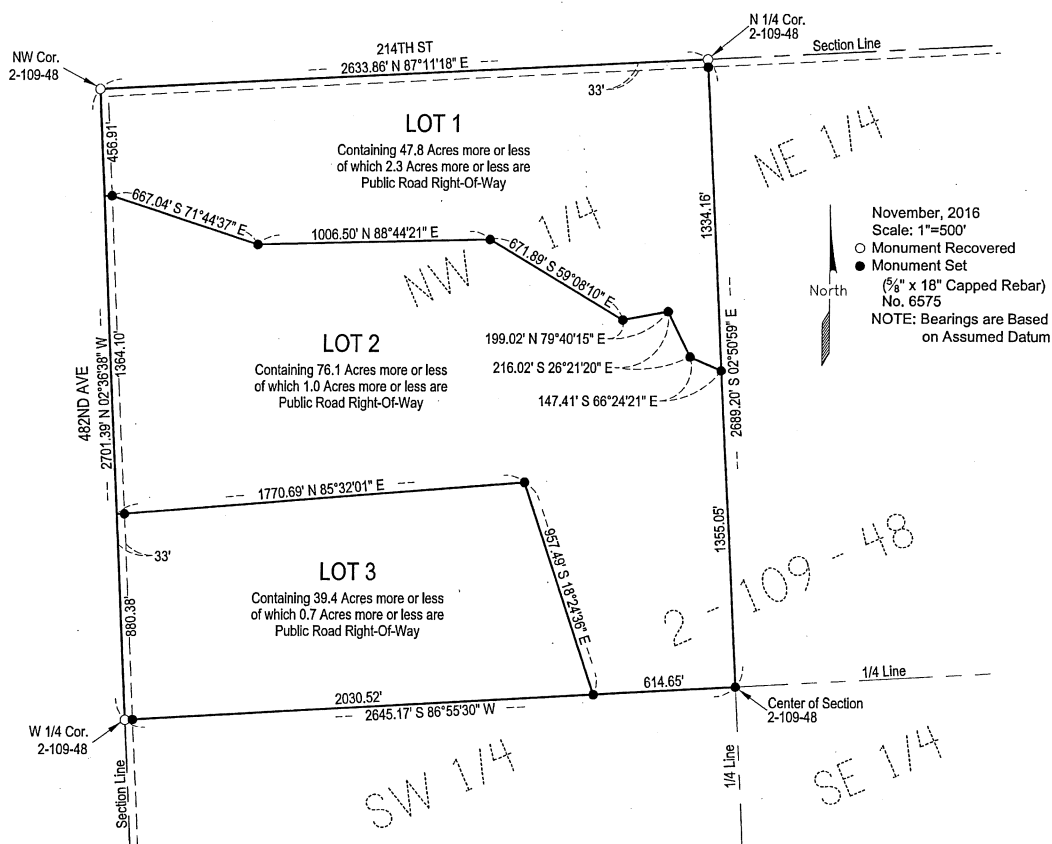 N 1/4 Cor.
2-109-48
Section Line
NW Cor.
2-109-48
214TH ST
2633.86' N 87°11'18" E
33'
LOT 1
Containing 47.8 Acres more or less
of which 2.3 Acres more or less are
Public Road Right-Of-Way
NE 1/4
456.91'
667.04' S 71°44'37" E
1006.50' N 88°44'21" E
671.89' S 59°08'10" E
NW 1/4
1334.16'
November, 2016
Scale: 1"=500'
Monument Recovered
Monument Set
(5/8" x 18" Capped Rebar)
No. 6575
NOTE: Bearings are Based
on Assumed Datum
North
199.02' N 79°40'15" E
216.02' S 26°21'20" E
147.41' S 66°24'21" E
LOT 2
Containing 76.1 Acres more or less
of which 1.0 Acres more or less are
Public Road Right-Of-Way
482ND AVE
2701.39' N 02°36'38" W
1364.10'
2689.20' S 02°50'59" E
1770.69' N 85°32'01" E
957.49' S 18°24'36" E
1355.05'
33'
LOT 3
Containing 39.4 Acres more or less
of which 0.7 Acres more or less are
Public Road Right-Of-Way
880.38'
2-109-48
2030.52'
614.65'
2645.17' S 86°55'30" W
1/4 Line
Center of Section
2-109-48
W 1/4 Cor.
2-109-48
Section Line
SW 1/4
1/4 Line
SE 1/4